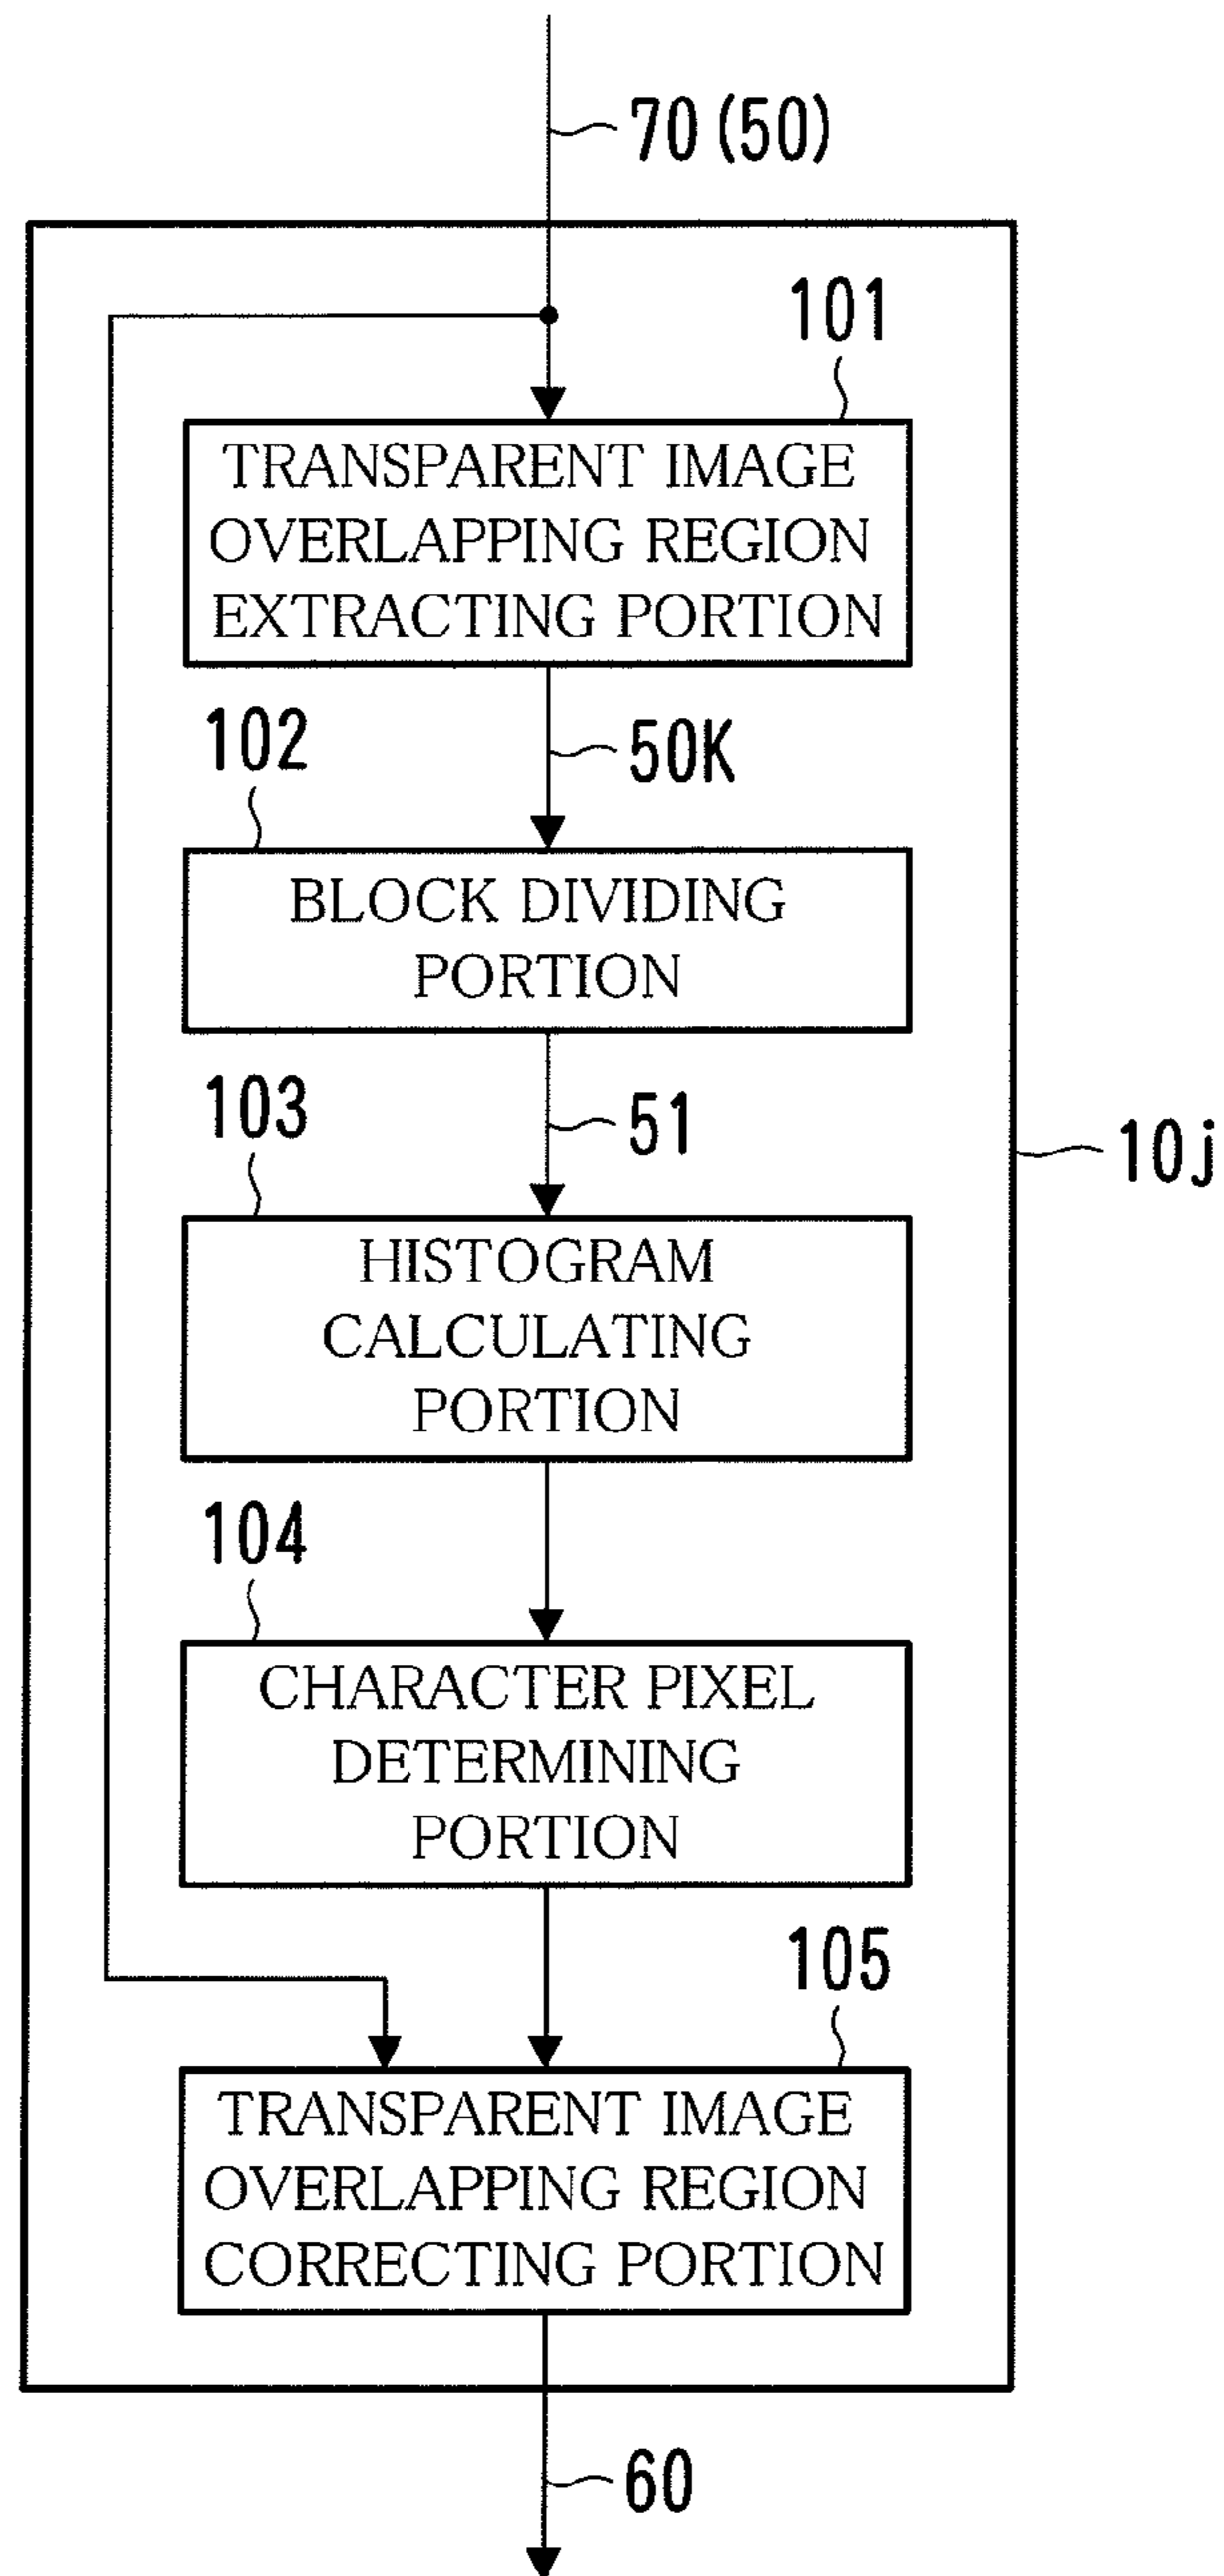 70 (50)
101
TRANSPARENT IMAGE
OVERLAPPING REGION
EXTRACTING PORTION
102
50K
BLOCK DIVIDING
PORTION
103
51
10j
HISTOGRAM
CALCULATING
PORTION
104
CHARACTER PIXEL
DETERMINING
PORTION
105
TRANSPARENT IMAGE
OVERLAPPING REGION
CORRECTING PORTION
60